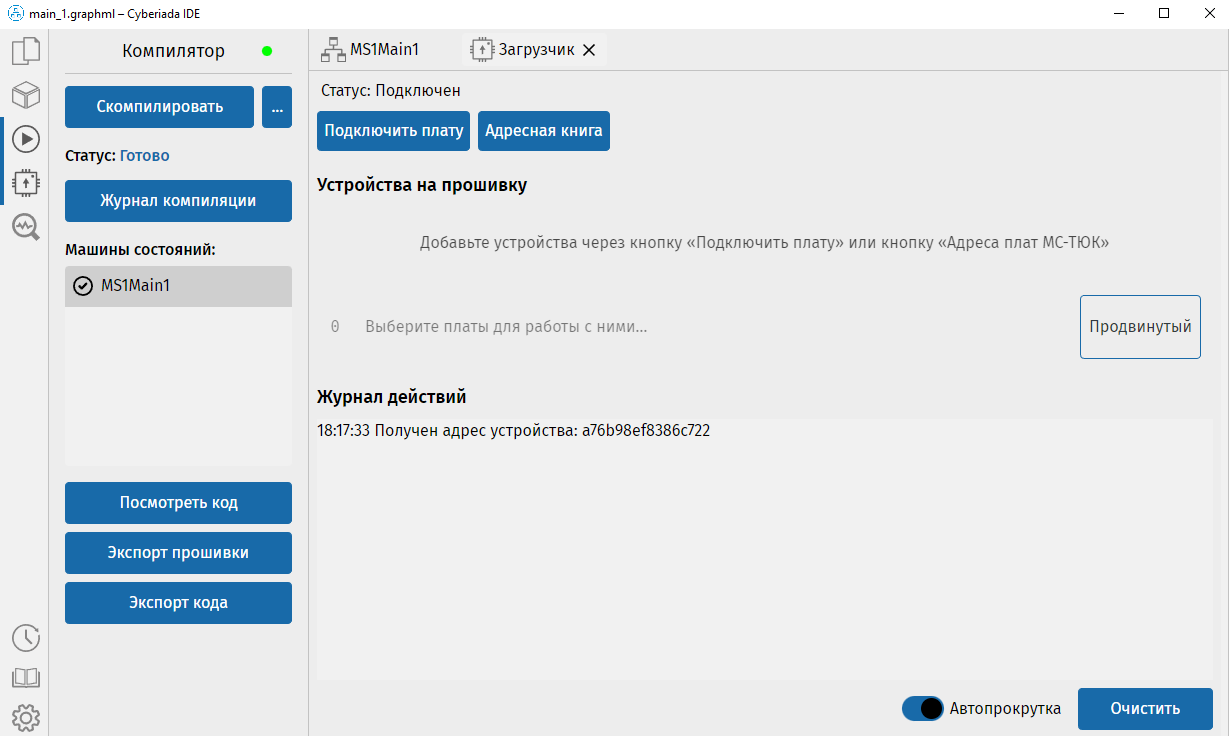 main_1.graphml – Cyberiada IDE
Компилятор
Скомпилировать
...
Статус: Готово
Журнал компиляции
Машины состояний:
MS1Main1
Посмотреть код
Экспорт прошивки
Экспорт кода
MS1Main1
Загрузчик
Статус: Подключен
Подключить плату
Адресная книга
Устройства на прошивку
Добавьте устройства через кнопку «Подключить плату» или кнопку «Адреса плат МС-ТЮК»
0 Выберите платы для работы с ними...
Продвинутый
Журнал действий
18:17:33 Получен адрес устройства: a76b98ef8386c722
Автопрокрутка
Очистить